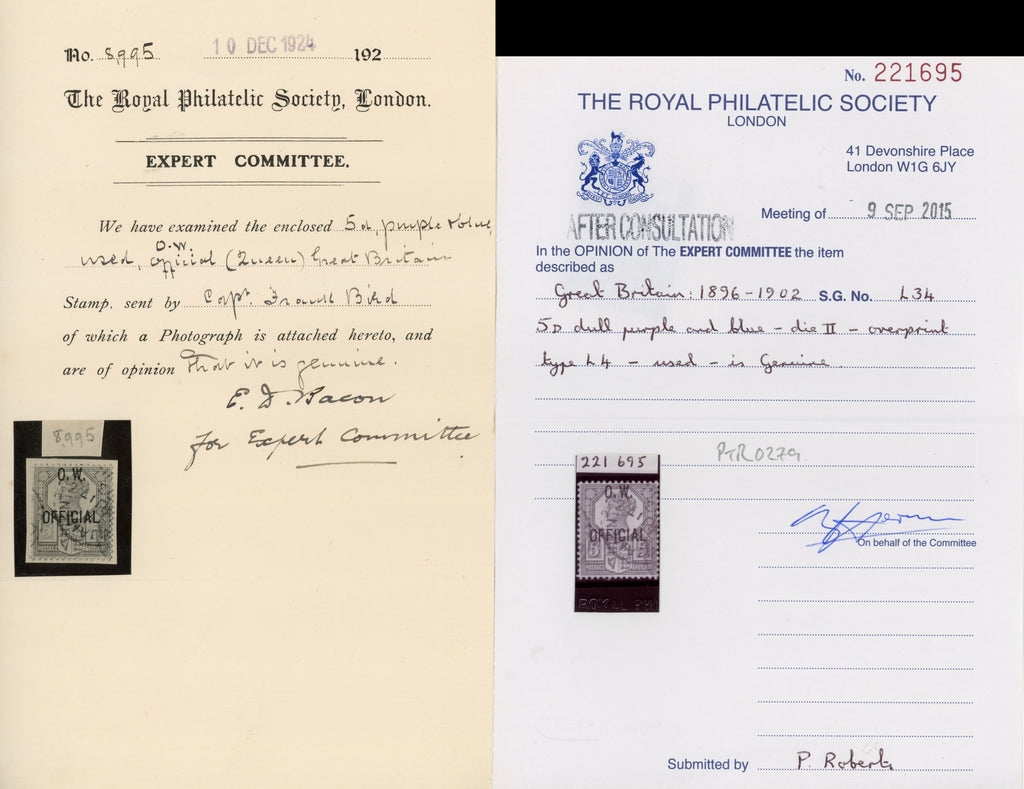 No. 8995 10 DEC 1924 192
The Royal Philatelic Society, London.
EXPERT COMMITTEE.
We have examined the enclosed 5d, purple & blue,
used, O.W. official (Queen) Great Britain
Stamp. sent by Capt. Frank Bird
of which a Photograph is attached hereto, and
are of opinion that it is genuine.
E. D. Bacon
for Expert Committee
8995
O.W.
OFFICIAL
No. 221695
THE ROYAL PHILATELIC SOCIETY
LONDON
41 Devonshire Place
London W1G 6JY
Meeting of 9 SEP 2015
AFTER CONSULTATION
In the OPINION of The EXPERT COMMITTEE the item
described as
Great Britain: 1896-1902 S.G. No. L34
5D dull purple and blue - die II - overprint
type L4 - used - is Genuine.
221 695
O.W.
OFFICIAL
ROYAL PH
On behalf of the Committee
Submitted by P. Roberts